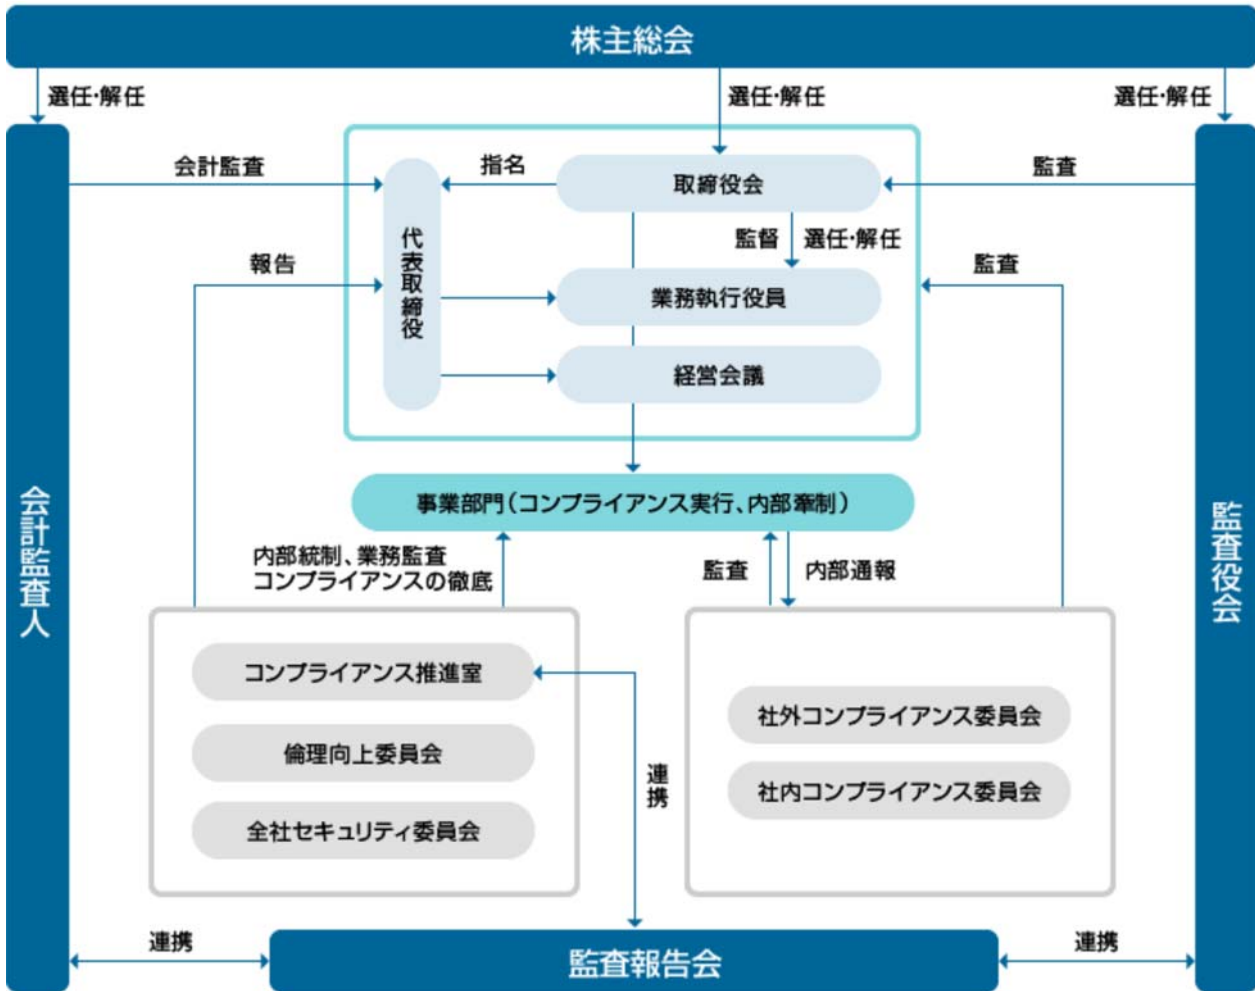 株主総会
選任・解任
選任・解任
選任・解任
会計監査
指名
取締役会
監査
代表取締役
監督
選任・解任
報告
業務執行役員
監査
経営会議
会計監査人
監査役会
事業部門(コンプライアンス実行、内部牽制)
内部統制、業務監査
コンプライアンスの徹底
監査
内部通報
コンプライアンス推進室
倫理向上委員会
全社セキュリティ委員会
連携
社外コンプライアンス委員会
社内コンプライアンス委員会
連携
監査報告会
連携